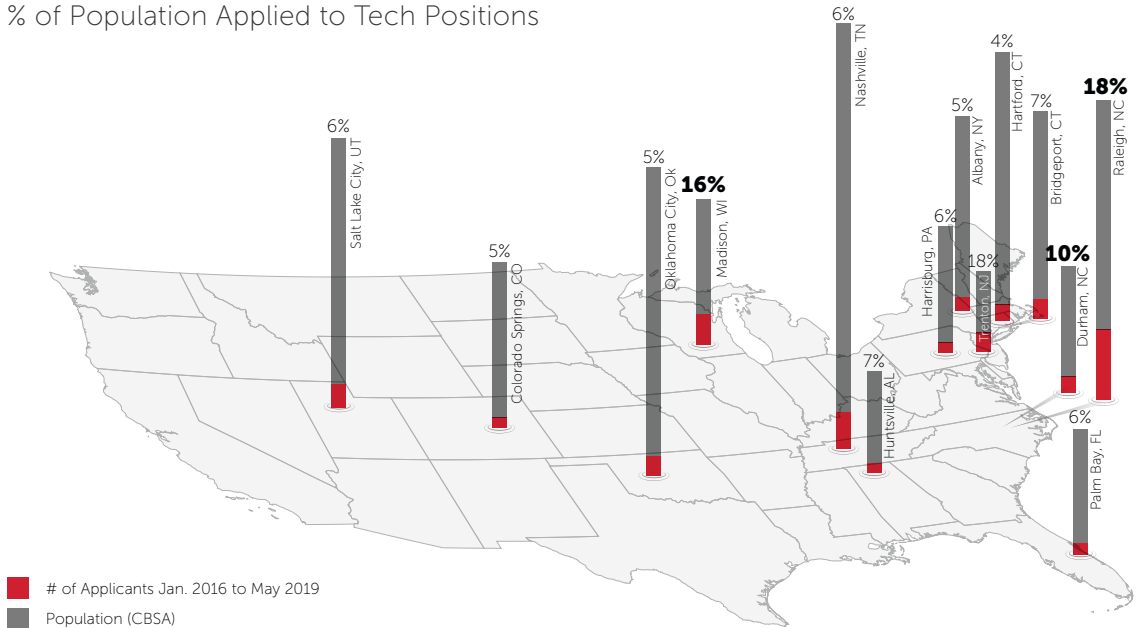 % of Population Applied to Tech Positions
6%
Salt Lake City, UT
5%
Colorado Springs, CO
5%
Oklahoma City, Ok
16%
Madison, WI
6%
Nashville, TN
7%
Huntsville, AL
6%
Harrisburg, PA
5%
Albany, NY
18%
Trenton, NJ
4%
Hartford, CT
7%
Bridgeport, CT
10%
Durham, NC
18%
Raleigh, NC
6%
Palm Bay, FL
# of Applicants Jan. 2016 to May 2019
Population (CBSA)